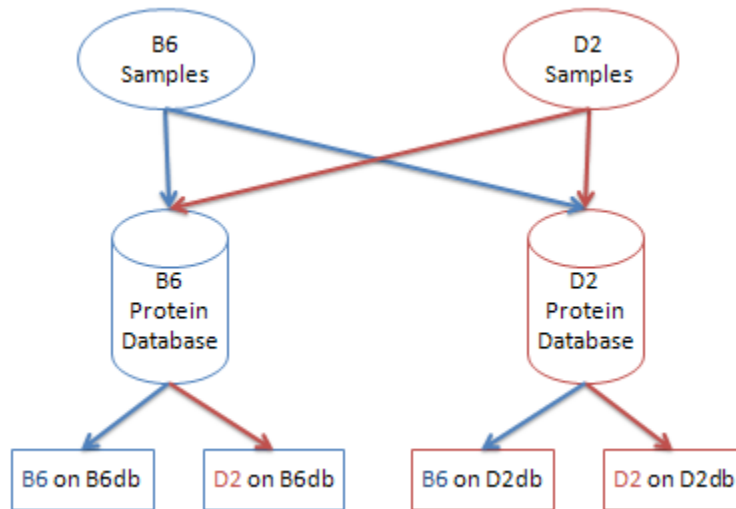 B6
Samples
D2
Samples
B6
Protein
Database
D2
Protein
Database
B6 on B6db
D2 on B6db
B6 on D2db
D2 on D2db